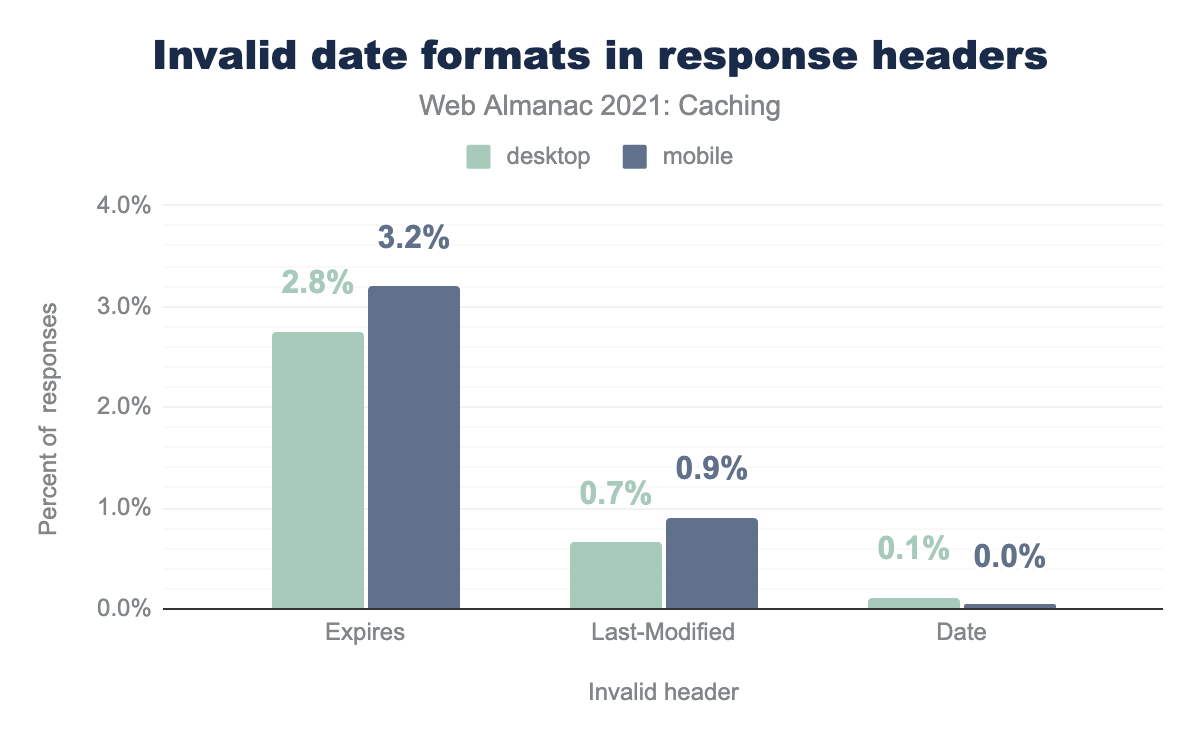 Invalid date formats in response headers
Web Almanac 2021: Caching
desktop mobile
4.0%
3.0%
2.0%
1.0%
0.0%
Percent of responses
2.8% 3.2%
0.7% 0.9%
0.1% 0.0%
Expires Last-Modified Date
Invalid header